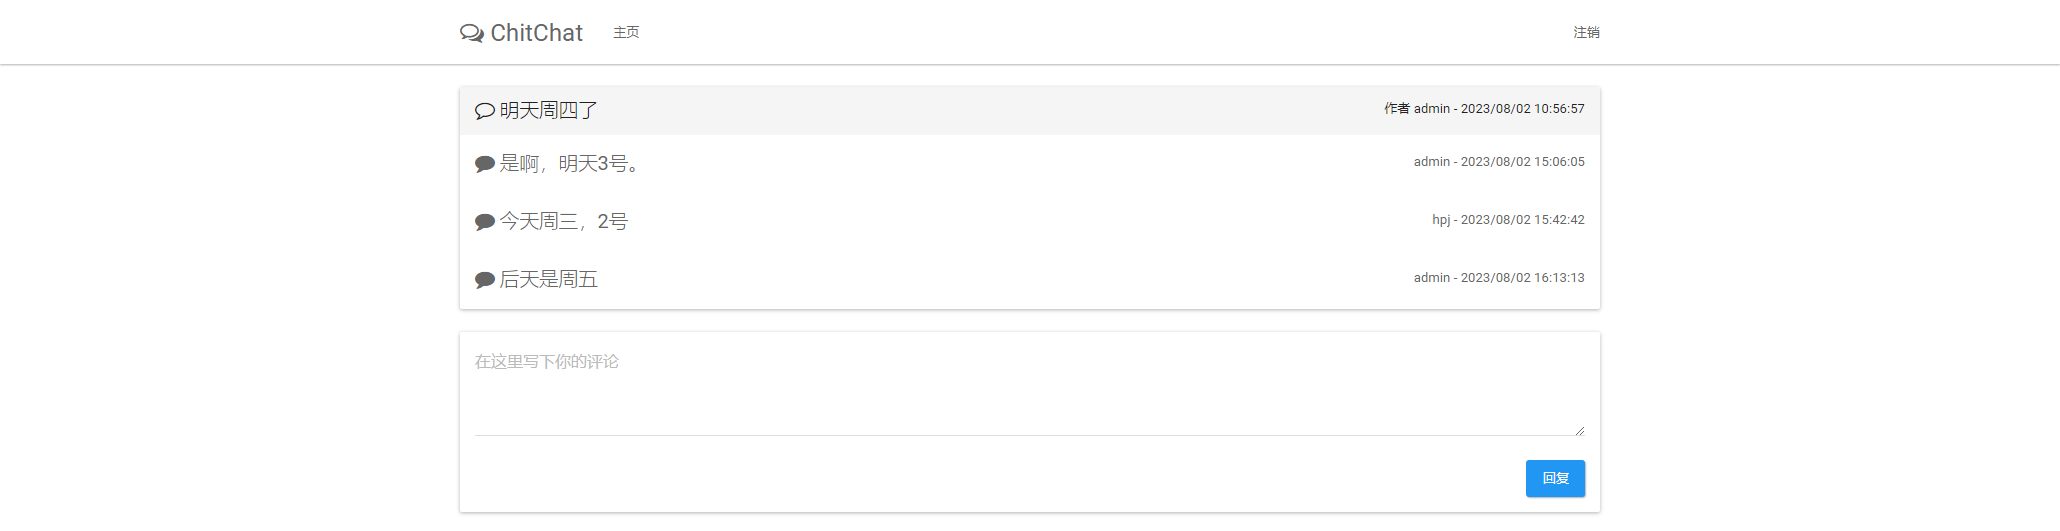 ChitChat 主页 注销
明天周四了 作者 admin - 2023/08/02 10:56:57
是啊，明天3号。 admin - 2023/08/02 15:06:05
今天周三，2号 hpj - 2023/08/02 15:42:42
后天是周五 admin - 2023/08/02 16:13:13
在这里写下你的评论
回复